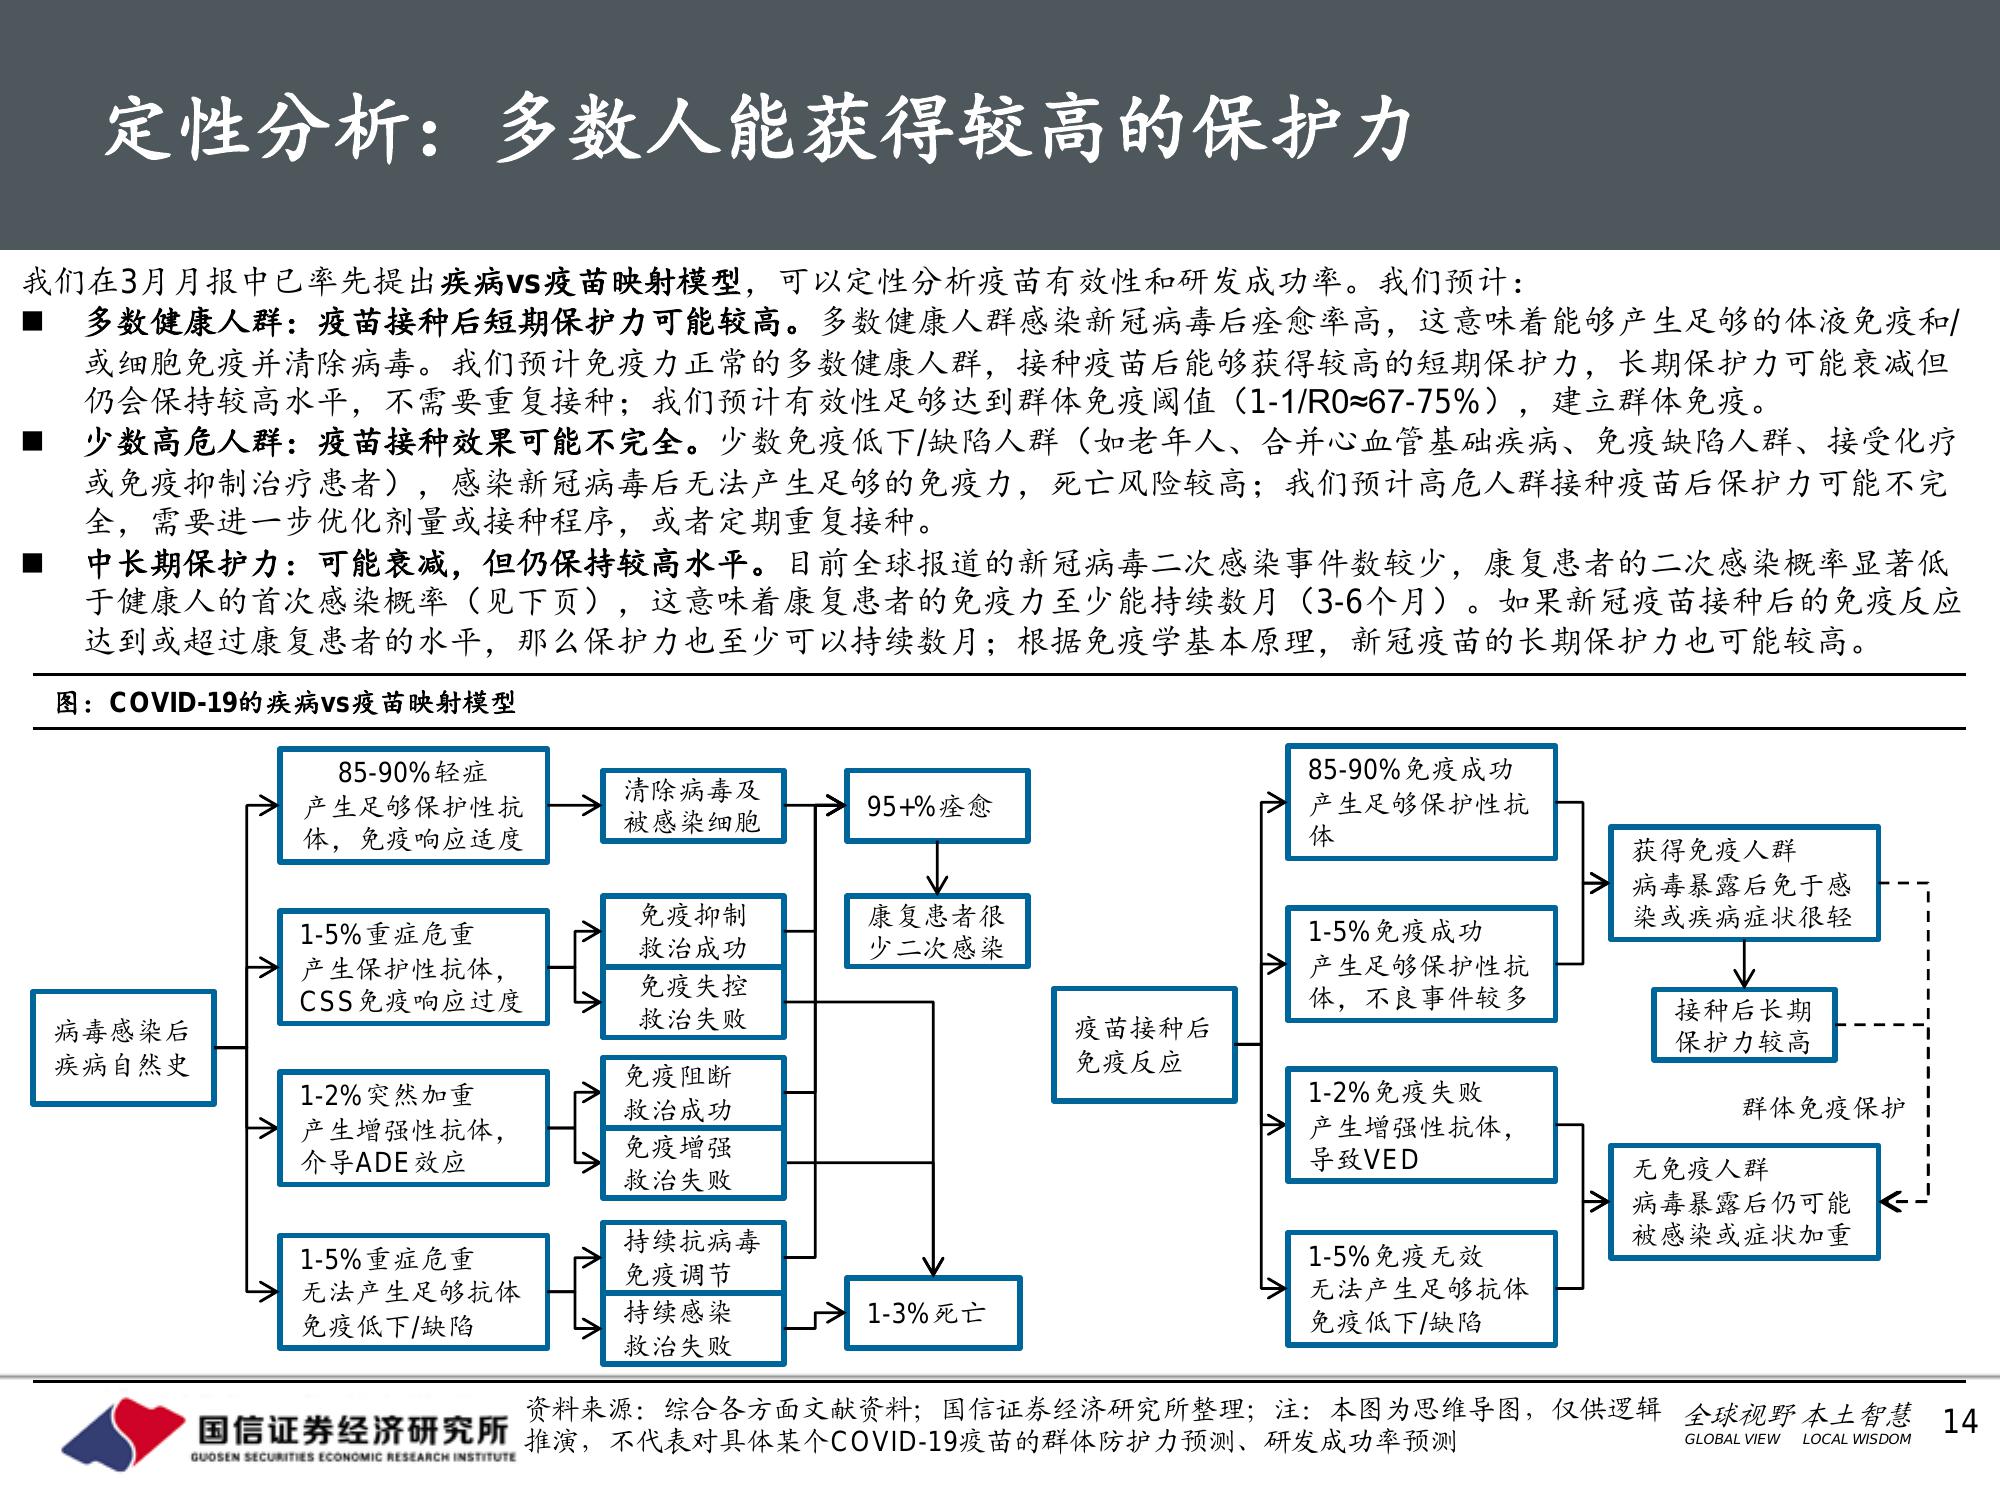 定性分析：多数人能获得较高的保护力
我们在3月月报中已率先提出疾病vs疫苗映射模型，可以定性分析疫苗有效性和研发成功率。我们预计：
■ 多数健康人群：疫苗接种后短期保护力可能较高。多数健康人群感染新冠病毒后痊愈率高，这意味着能够产生足够的体液免疫和/
或细胞免疫并清除病毒。我们预计免疫力正常的多数健康人群，接种疫苗后能够获得较高的短期保护力，长期保护力可能衰减但
仍会保持较高水平，不需要重复接种；我们预计有效性足够达到群体免疫阈值（1-1/R0≈67-75%），建立群体免疫。
■ 少数高危人群：疫苗接种效果可能不完全。少数免疫低下/缺陷人群（如老年人、合并心血管基础疾病、免疫缺陷人群、接受化疗
或免疫抑制治疗患者），感染新冠病毒后无法产生足够的免疫力，死亡风险较高；我们预计高危人群接种疫苗后保护力可能不完
全，需要进一步优化剂量或接种程序，或者定期重复接种。
■ 中长期保护力：可能衰减，但仍保持较高水平。目前全球报道的新冠病毒二次感染事件数较少，康复患者的二次感染概率显著低
于健康人的首次感染概率（见下页），这意味着康复患者的免疫力至少能持续数月（3-6个月）。如果新冠疫苗接种后的免疫反应
达到或超过康复患者的水平，那么保护力也至少可以持续数月；根据免疫学基本原理，新冠疫苗的长期保护力也可能较高。
图：COVID-19的疾病vs疫苗映射模型
病毒感染后
疾病自然史
85-90%轻症
产生足够保护性抗
体，免疫响应适度
1-5%重症危重
产生保护性抗体，
CSS免疫响应过度
1-2%突然加重
产生增强性抗体，
介导ADE效应
1-5%重症危重
无法产生足够抗体
免疫低下/缺陷
清除病毒及
被感染细胞
免疫抑制
救治成功
免疫失控
救治失败
免疫阻断
救治成功
免疫增强
救治失败
持续抗病毒
免疫调节
持续感染
救治失败
95+%痊愈
康复患者很
少二次感染
1-3%死亡
疫苗接种后
免疫反应
85-90%免疫成功
产生足够保护性抗
体
1-5%免疫成功
产生足够保护性抗
体，不良事件较多
1-2%免疫失败
产生增强性抗体，
导致VED
1-5%免疫无效
无法产生足够抗体
免疫低下/缺陷
获得免疫人群
病毒暴露后免于感
染或疾病症状很轻
接种后长期
保护力较高
群体免疫保护
无免疫人群
病毒暴露后仍可能
被感染或症状加重
国信证券经济研究所
GUOSEN SECURITIES ECONOMIC RESEARCH INSTITUTE
资料来源：综合各方面文献资料；国信证券经济研究所整理；注：本图为思维导图，仅供逻辑
推演，不代表对具体某个COVID-19疫苗的群体防护力预测、研发成功率预测
全球视野 本土智慧
GLOBAL VIEW LOCAL WISDOM
14